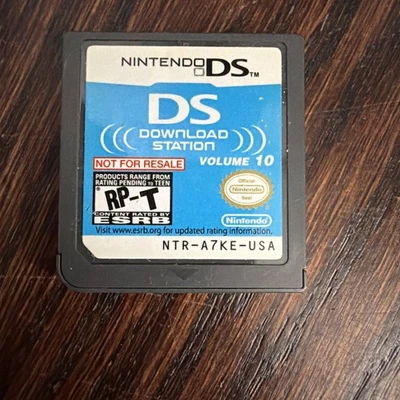 NINTENDO DS™
DS
DOWNLOAD
STATION
NOT FOR RESALE VOLUME 10
PRODUCTS RANGE FROM
RATING PENDING to TEEN
RP-T
CONTENT RATED BY
ESRB
Official
Nintendo
Seal
Nintendo
Visit www.esrb.org for updated rating information.
NTR-A7KE-USA